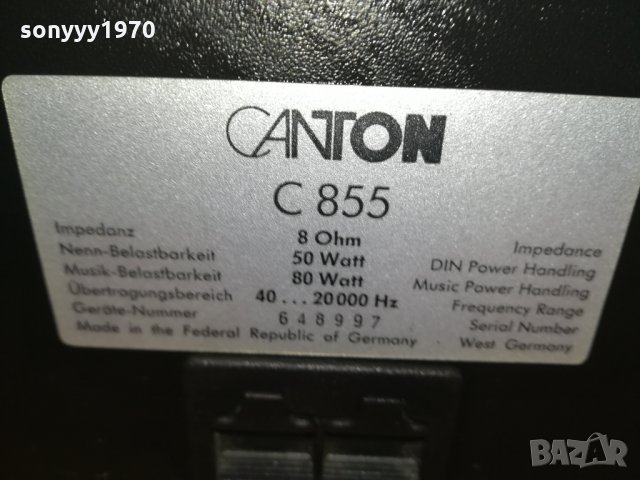 sonyyy1970
CANTON
C 855
Impedanz 8 Ohm Impedance
Nenn-Belastbarkeit 50 Watt DIN Power Handling
Musik-Belastbarkeit 80 Watt Music Power Handling
Übertragungsbereich 40...20000 Hz Frequency Range
Geräte-Nummer 648997 Serial Number
Made in the Federal Republic of Germany West Germany
BAZAR